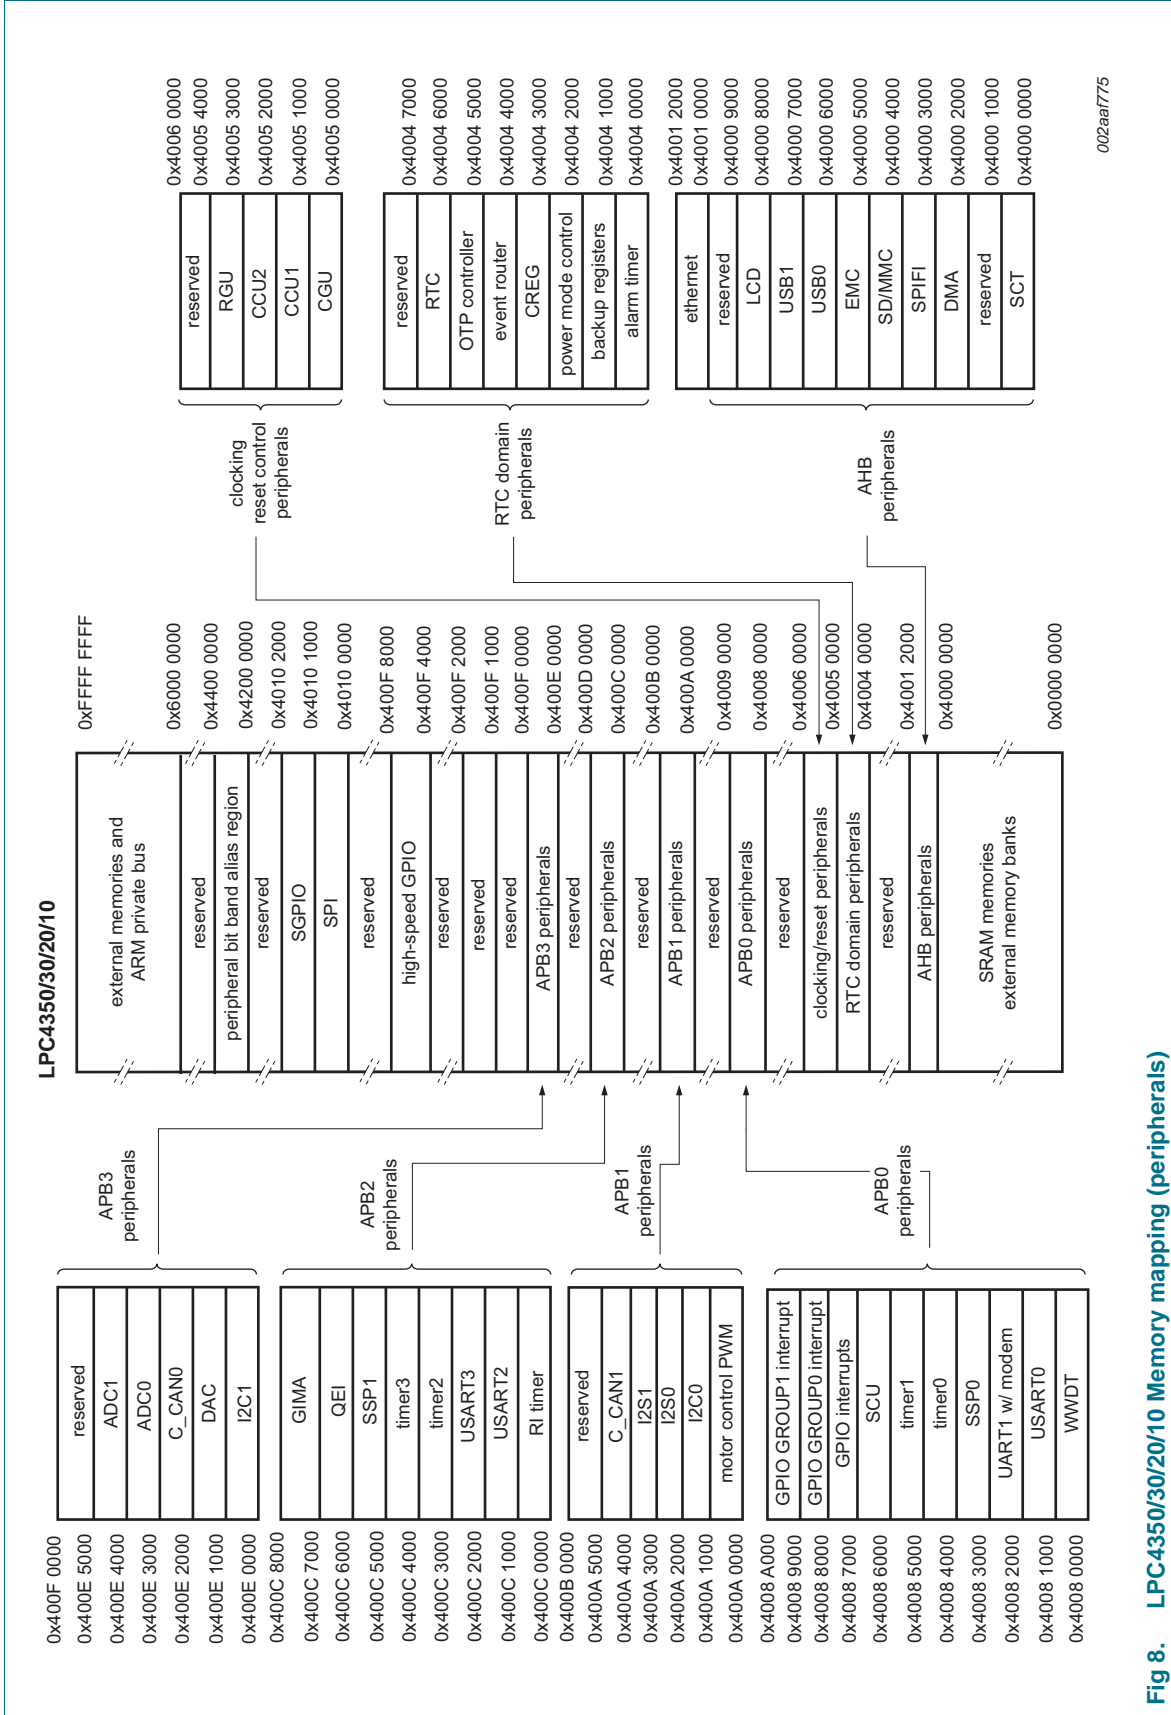 LPC4350/30/20/10
0x400F 0000
reserved
0x400E 5000
ADC1
0x400E 4000
ADC0
0x400E 3000
C_CAN0
0x400E 2000
DAC
0x400E 1000
I2C1
0x400E 0000
APB3
peripherals
0x400C 8000
GIMA
0x400C 7000
QEI
0x400C 6000
SSP1
0x400C 5000
timer3
0x400C 4000
timer2
0x400C 3000
USART3
0x400C 2000
USART2
0x400C 1000
RI timer
0x400C 0000
APB2
peripherals
0x400B 0000
reserved
0x400A 5000
C_CAN1
0x400A 4000
I2S1
0x400A 3000
I2S0
0x400A 2000
I2C0
0x400A 1000
motor control PWM
0x400A 0000
APB1
peripherals
0x4008 A000
GPIO GROUP1 interrupt
0x4008 9000
GPIO GROUP0 interrupt
0x4008 8000
GPIO interrupts
0x4008 7000
SCU
0x4008 6000
timer1
0x4008 5000
timer0
0x4008 4000
SSP0
0x4008 3000
UART1 w/ modem
0x4008 2000
USART0
0x4008 1000
WWDT
0x4008 0000
APB0
peripherals
0xFFFF FFFF
external memories and
ARM private bus
0x6000 0000
reserved
0x4400 0000
peripheral bit band alias region
0x4200 0000
reserved
0x4010 2000
SGPIO
0x4010 1000
SPI
0x4010 0000
reserved
0x400F 8000
high-speed GPIO
0x400F 4000
reserved
0x400F 2000
reserved
0x400F 1000
reserved
0x400F 0000
APB3 peripherals
0x400E 0000
reserved
0x400D 0000
APB2 peripherals
0x400C 0000
reserved
0x400B 0000
APB1 peripherals
0x400A 0000
reserved
0x4009 0000
APB0 peripherals
0x4008 0000
reserved
0x4006 0000
clocking/reset peripherals
0x4005 0000
RTC domain peripherals
0x4004 0000
reserved
0x4001 2000
AHB peripherals
0x4000 0000
SRAM memories
external memory banks
0x0000 0000
clocking
reset control
peripherals
0x4006 0000
reserved
0x4005 4000
RGU
0x4005 3000
CCU2
0x4005 2000
CCU1
0x4005 1000
CGU
0x4005 0000
RTC domain
peripherals
reserved
0x4004 7000
RTC
0x4004 6000
OTP controller
0x4004 5000
event router
0x4004 4000
CREG
0x4004 3000
power mode control
0x4004 2000
backup registers
0x4004 1000
alarm timer
0x4004 0000
AHB
peripherals
0x4001 2000
ethernet
0x4001 0000
reserved
0x4000 9000
LCD
0x4000 8000
USB1
0x4000 7000
USB0
0x4000 6000
EMC
0x4000 5000
SD/MMC
0x4000 4000
SPIFI
0x4000 3000
DMA
0x4000 2000
reserved
0x4000 1000
SCT
0x4000 0000
002aaf775
Fig 8. LPC4350/30/20/10 Memory mapping (peripherals)